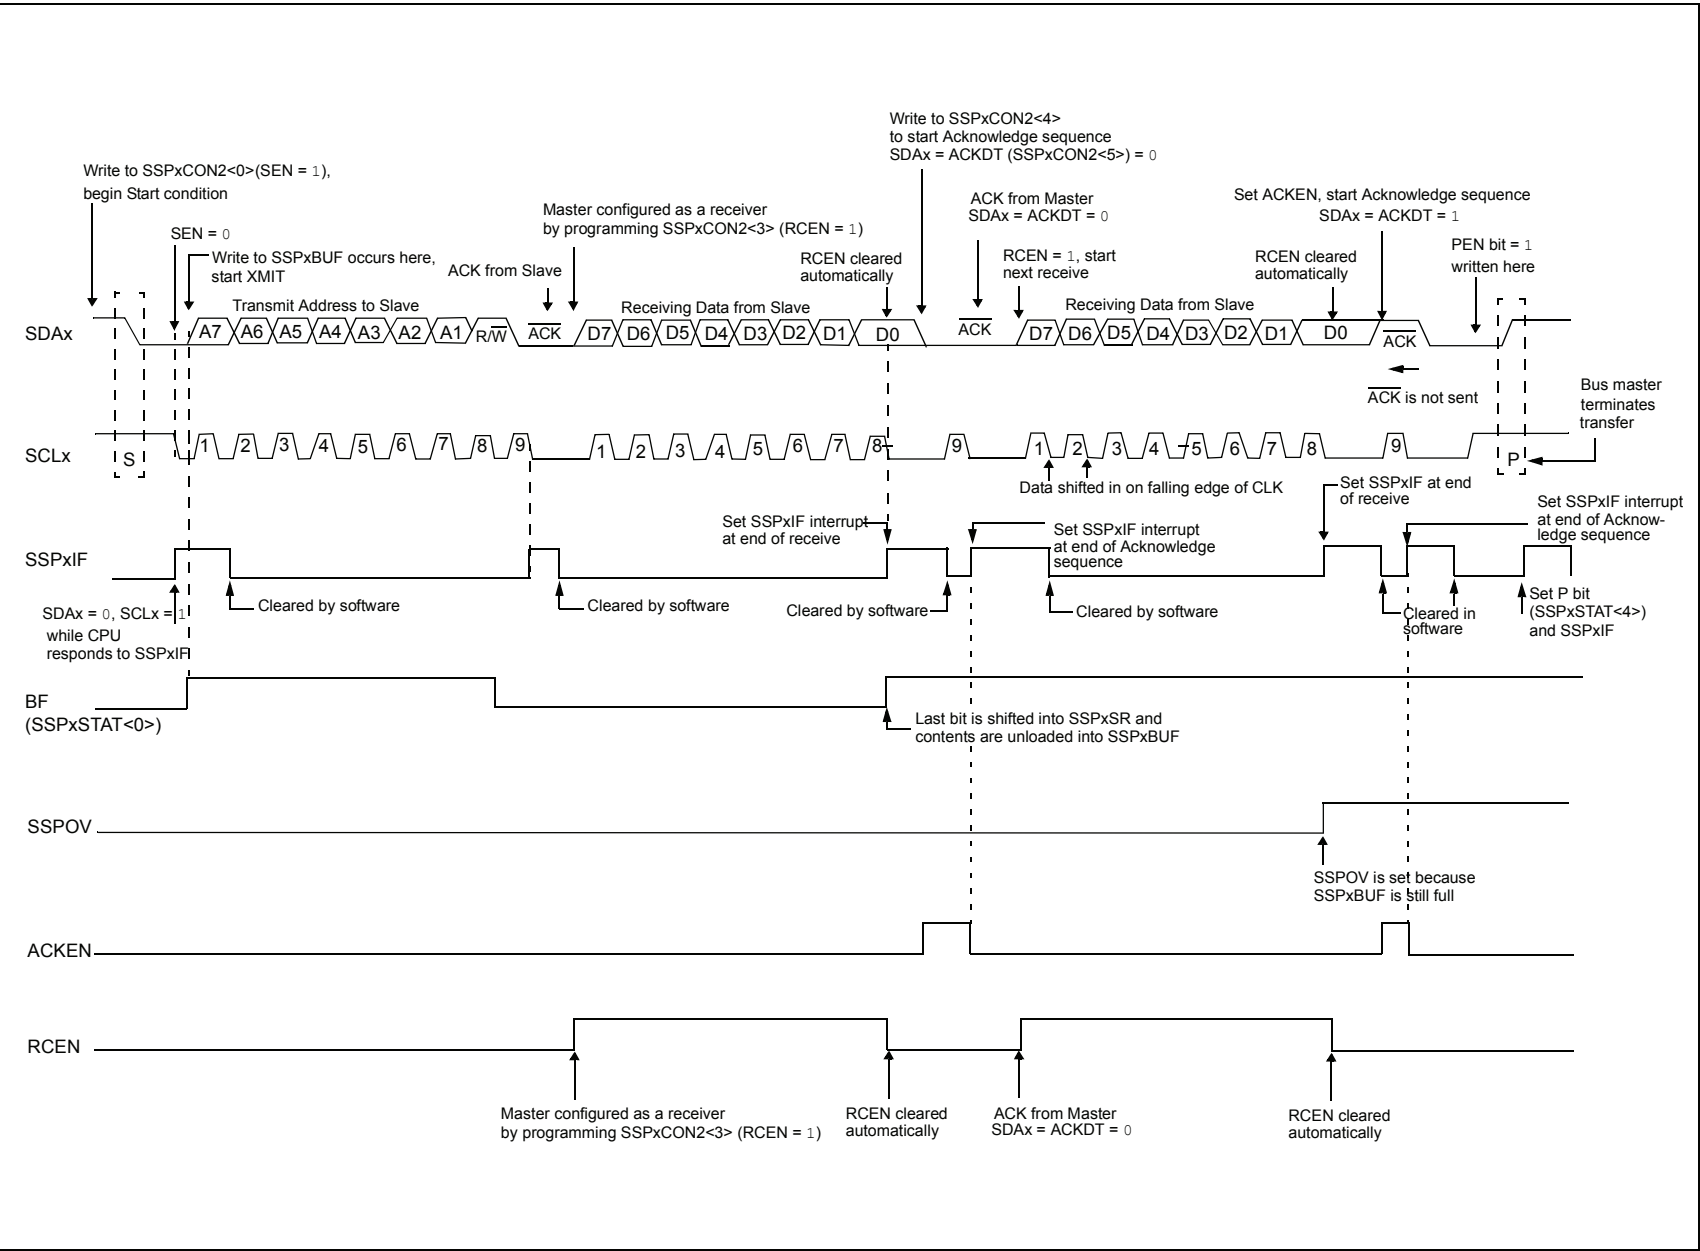 Write to SSPxCON2<4>
to start Acknowledge sequence
SDAx = ACKDT (SSPxCON2<5>) = 0
Write to SSPxCON2<0>(SEN = 1),
begin Start condition
ACK from Master
SDAx = ACKDT = 0
Set ACKEN, start Acknowledge sequence
SDAx = ACKDT = 1
Master configured as a receiver
by programming SSPxCON2<3> (RCEN = 1)
SEN = 0
Write to SSPxBUF occurs here,
start XMIT
ACK from Slave
RCEN cleared
automatically
RCEN = 1, start
next receive
RCEN cleared
automatically
PEN bit = 1
written here
Transmit Address to Slave
Receiving Data from Slave
Receiving Data from Slave
SDAx
A7 A6 A5 A4 A3 A2 A1 R/W ACK D7 D6 D5 D4 D3 D2 D1 D0 ACK D7 D6 D5 D4 D3 D2 D1 D0 ACK
ACK is not sent
Bus master
terminates
transfer
SCLx
S 1 2 3 4 5 6 7 8 9 1 2 3 4 5 6 7 8 9 1 2 3 4 5 6 7 8 9 P
Data shifted in on falling edge of CLK
Set SSPxIF at end
of receive
Set SSPxIF interrupt
at end of receive
Set SSPxIF interrupt
at end of Acknowledge
sequence
Set SSPxIF interrupt
at end of Acknow-
ledge sequence
SSPxIF
SDAx = 0, SCLx = 1
while CPU
responds to SSPxIF
Cleared by software
Cleared by software
Cleared by software
Cleared by software
Cleared in
software
Set P bit
(SSPxSTAT<4>)
and SSPxIF
BF
(SSPxSTAT<0>)
Last bit is shifted into SSPxSR and
contents are unloaded into SSPxBUF
SSPOV
SSPOV is set because
SSPxBUF is still full
ACKEN
RCEN
Master configured as a receiver
by programming SSPxCON2<3> (RCEN = 1)
RCEN cleared
automatically
ACK from Master
SDAx = ACKDT = 0
RCEN cleared
automatically